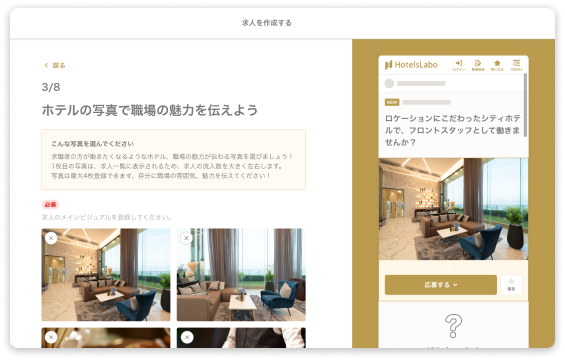 求人を作成する
戻る
3/8
ホテルの写真で職場の魅力を伝えよう
こんな写真を選んでください
求職者の方が働きたくなるようなホテル、職場の魅力が伝わる写真を選びましょう！
1枚目の写真は、求人一覧に表示されるため、求人の流入数を大きく左右します。
写真は最大4枚登録できます。存分に職場の雰囲気、魅力を伝えてください！
必須
求人のメインビジュアルを登録してください。
HotelsLabo
ログイン
新規登録
気になる
MENU
NEW
ロケーションにこだわったシティホテ
ルで、フロントスタッフとして働きま
せんか？
応募する
保存